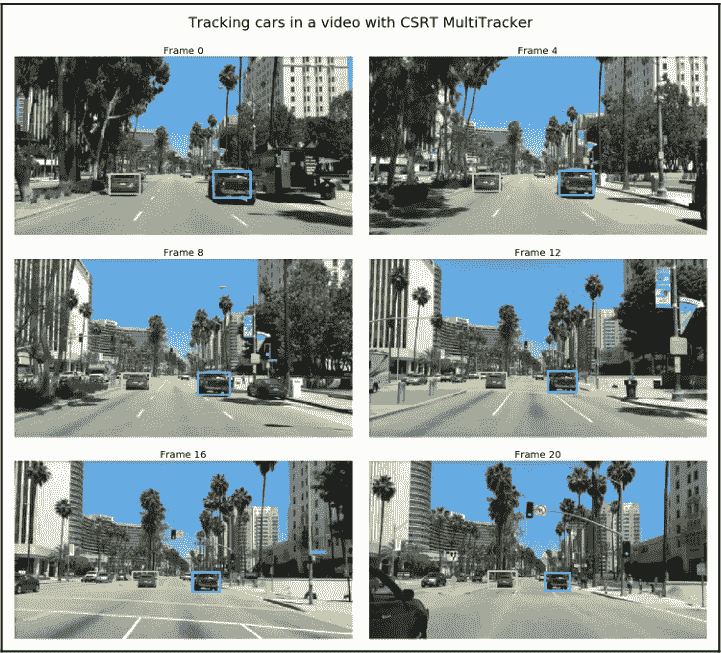 Tracking cars in a video with CSRT MultiTracker
Frame 0
Frame 4
Frame 8
Frame 12
Frame 16
Frame 20